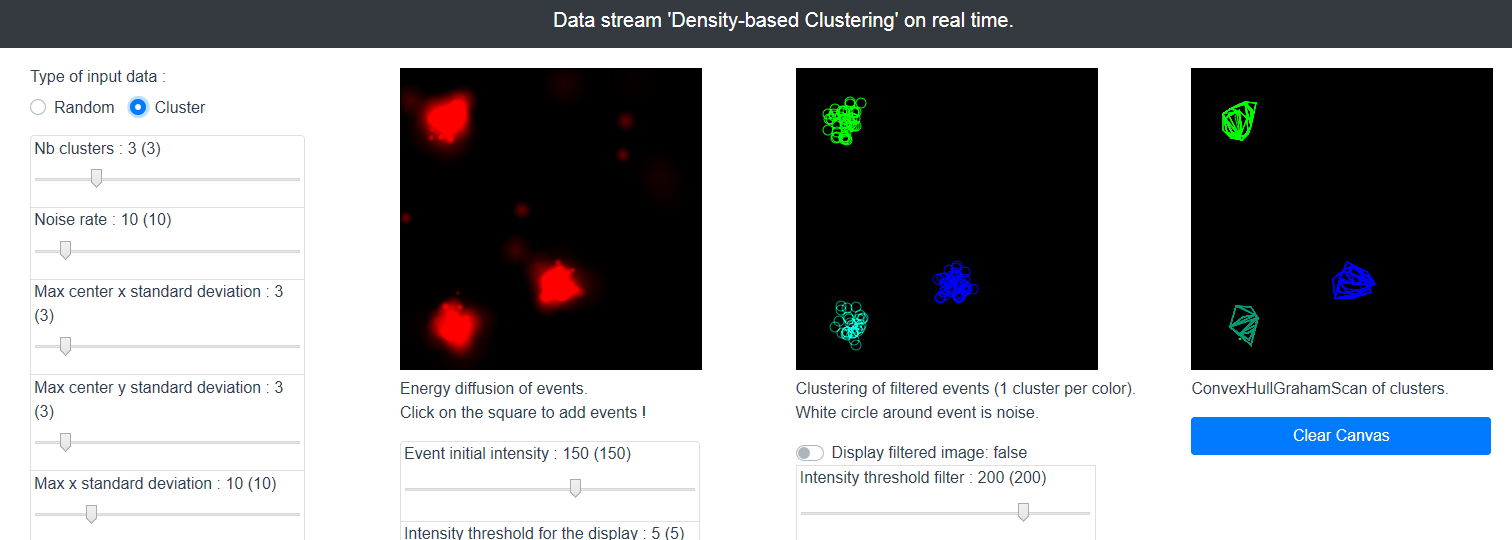 Data stream 'Density-based Clustering' on real time.
Type of input data :
Random
Cluster
Nb clusters : 3 (3)
Noise rate : 10 (10)
Max center x standard deviation : 3
(3)
Max center y standard deviation : 3
(3)
Max x standard deviation : 10 (10)
Energy diffusion of events.
Click on the square to add events !
Event initial intensity : 150 (150)
Intensity threshold for the display : 5 (5)
Clustering of filtered events (1 cluster per color).
White circle around event is noise.
Display filtered image: false
Intensity threshold filter : 200 (200)
ConvexHullGrahamScan of clusters.
Clear Canvas